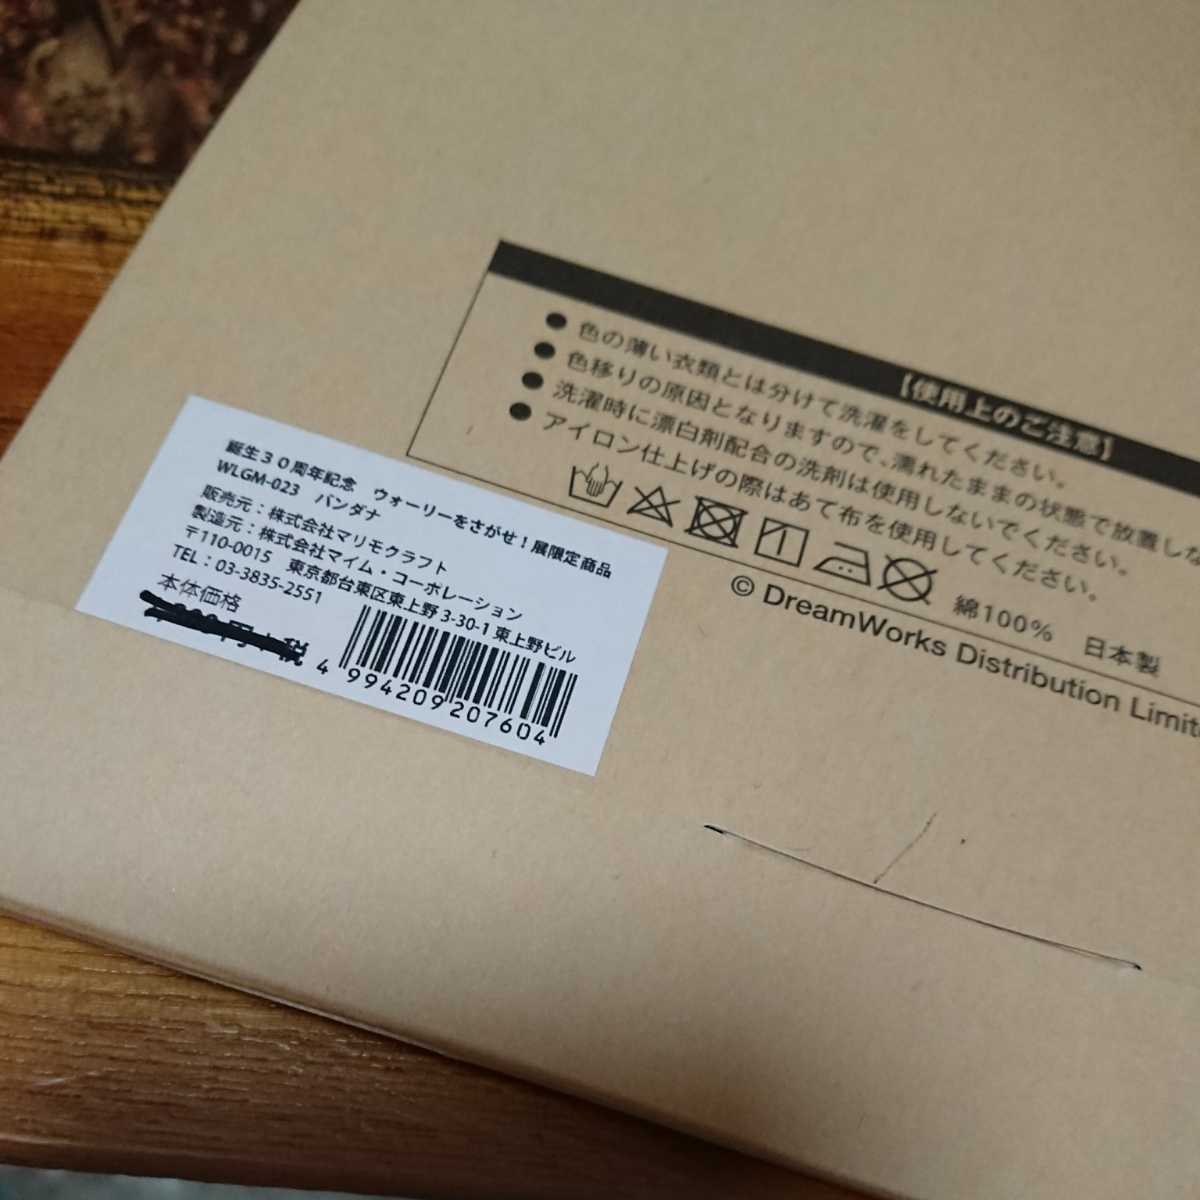 【使用上のご注意】
● 色の薄い衣類とは分けて洗濯をしてください。
● 色移りの原因となりますので、濡れたままの状態で放置しな
● 洗濯時に漂白剤配合の洗剤は使用しないでください。
● アイロン仕上げの際はあて布を使用してください。
綿100% 日本製
© DreamWorks Distribution Limite
誕生30周年記念 ウォーリーをさがせ！展限定商品
WLGM-023 バンダナ
販売元：株式会社マリモクラフト
製造元：株式会社マイム・コーポレーション
〒110-0015 東京都台東区東上野3-30-1 東上野ビル
TEL：03-3835-2551
本体価格
円+税
4 994209 207604